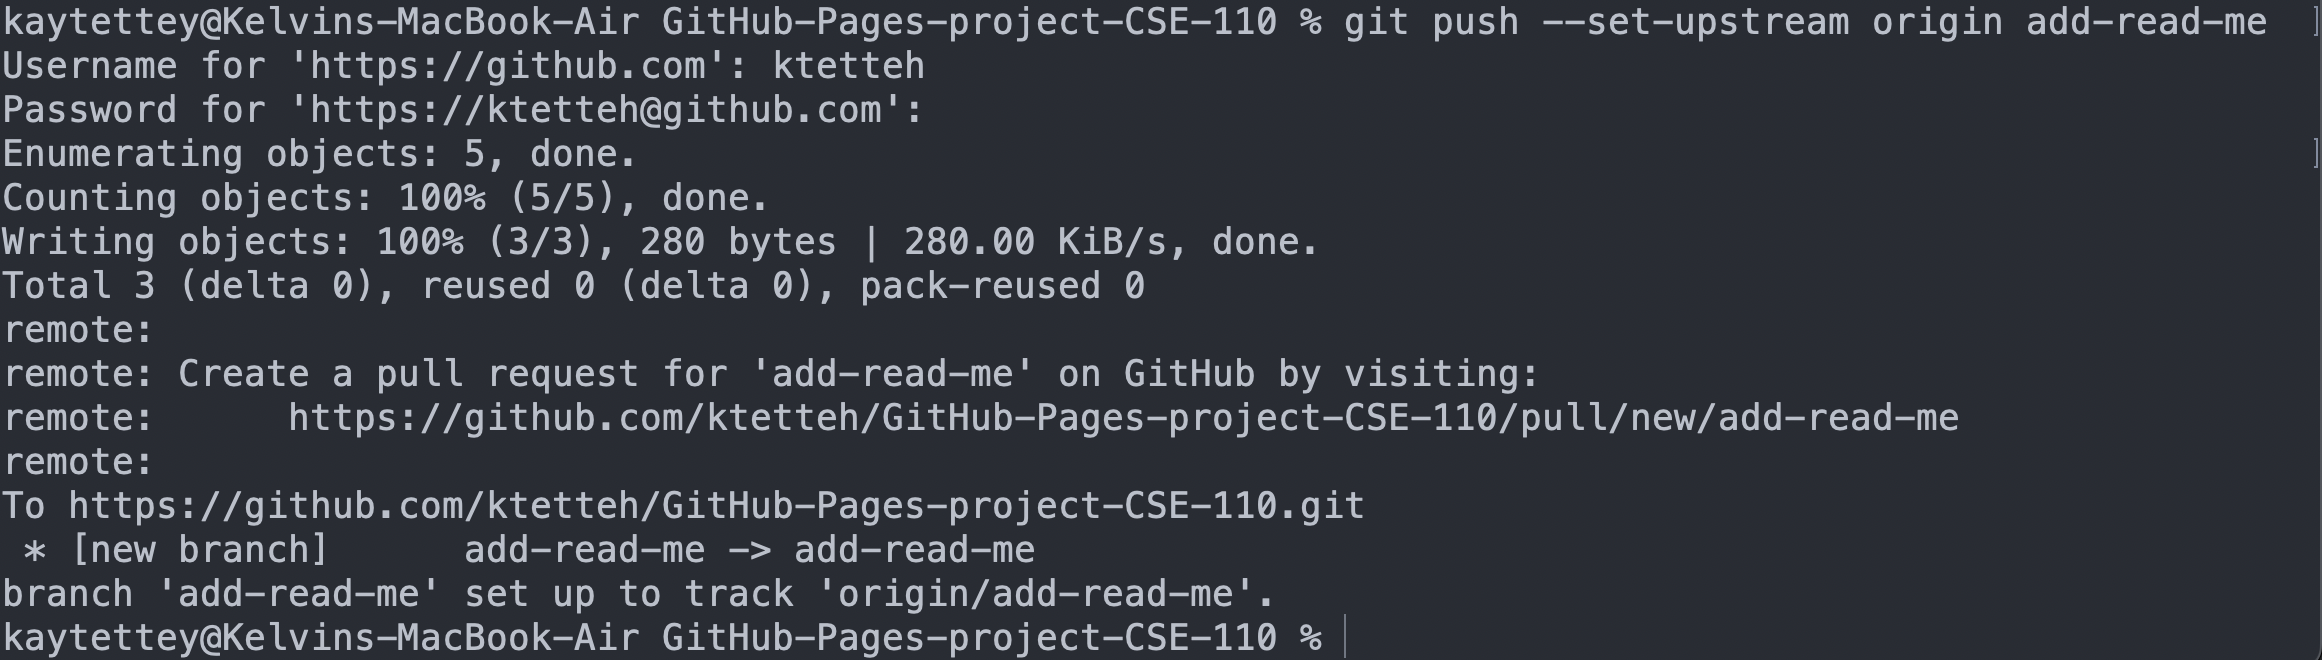 kaytettey@Kelvins-MacBook-Air GitHub-Pages-project-CSE-110 % git push --set-upstream origin add-read-me ]
Username for 'https://github.com': ktetteh
Password for 'https://ktetteh@github.com':
Enumerating objects: 5, done. ]
Counting objects: 100% (5/5), done.
Writing objects: 100% (3/3), 280 bytes | 280.00 KiB/s, done.
Total 3 (delta 0), reused 0 (delta 0), pack-reused 0
remote:
remote: Create a pull request for 'add-read-me' on GitHub by visiting:
remote:      https://github.com/ktetteh/GitHub-Pages-project-CSE-110/pull/new/add-read-me
remote:
To https://github.com/ktetteh/GitHub-Pages-project-CSE-110.git
 * [new branch]      add-read-me -> add-read-me
branch 'add-read-me' set up to track 'origin/add-read-me'.
kaytettey@Kelvins-MacBook-Air GitHub-Pages-project-CSE-110 %